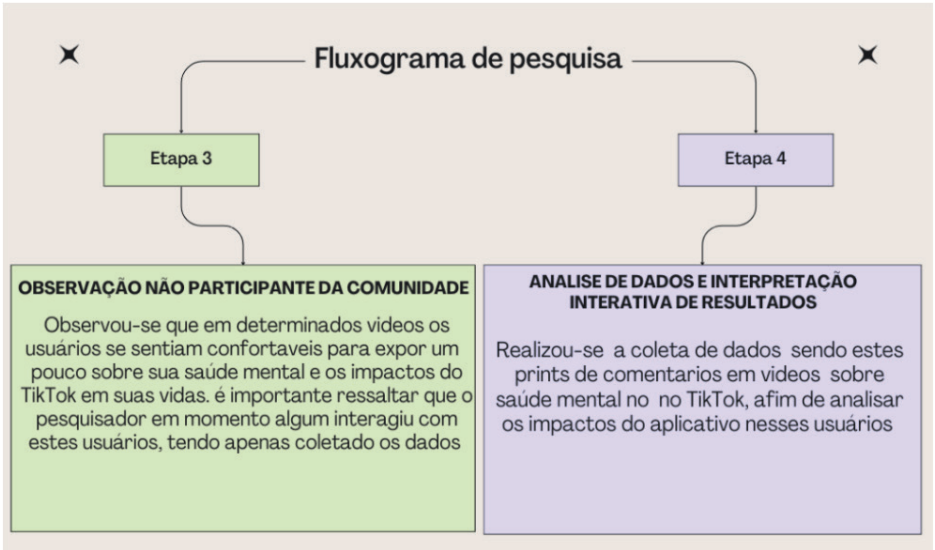 Fluxograma de pesquisa
Etapa 3
OBSERVAÇÃO NÃO PARTICIPANTE DA COMUNIDADE
Observou-se que em determinados videos os
usuários se sentiam confortaveis para expor um
pouco sobre sua saúde mental e os impactos do
TikTok em suas vidas. é importante ressaltar que o
pesquisador em momento algum interagiu com
estes usuários, tendo apenas coletado os dados
Etapa 4
ANALISE DE DADOS E INTERPRETAÇÃO
INTERATIVA DE RESULTADOS
Realizou-se a coleta de dados sendo estes
prints de comentarios em videos sobre
saúde mental no no TikTok, afim de analisar
os impactos do aplicativo nesses usuários